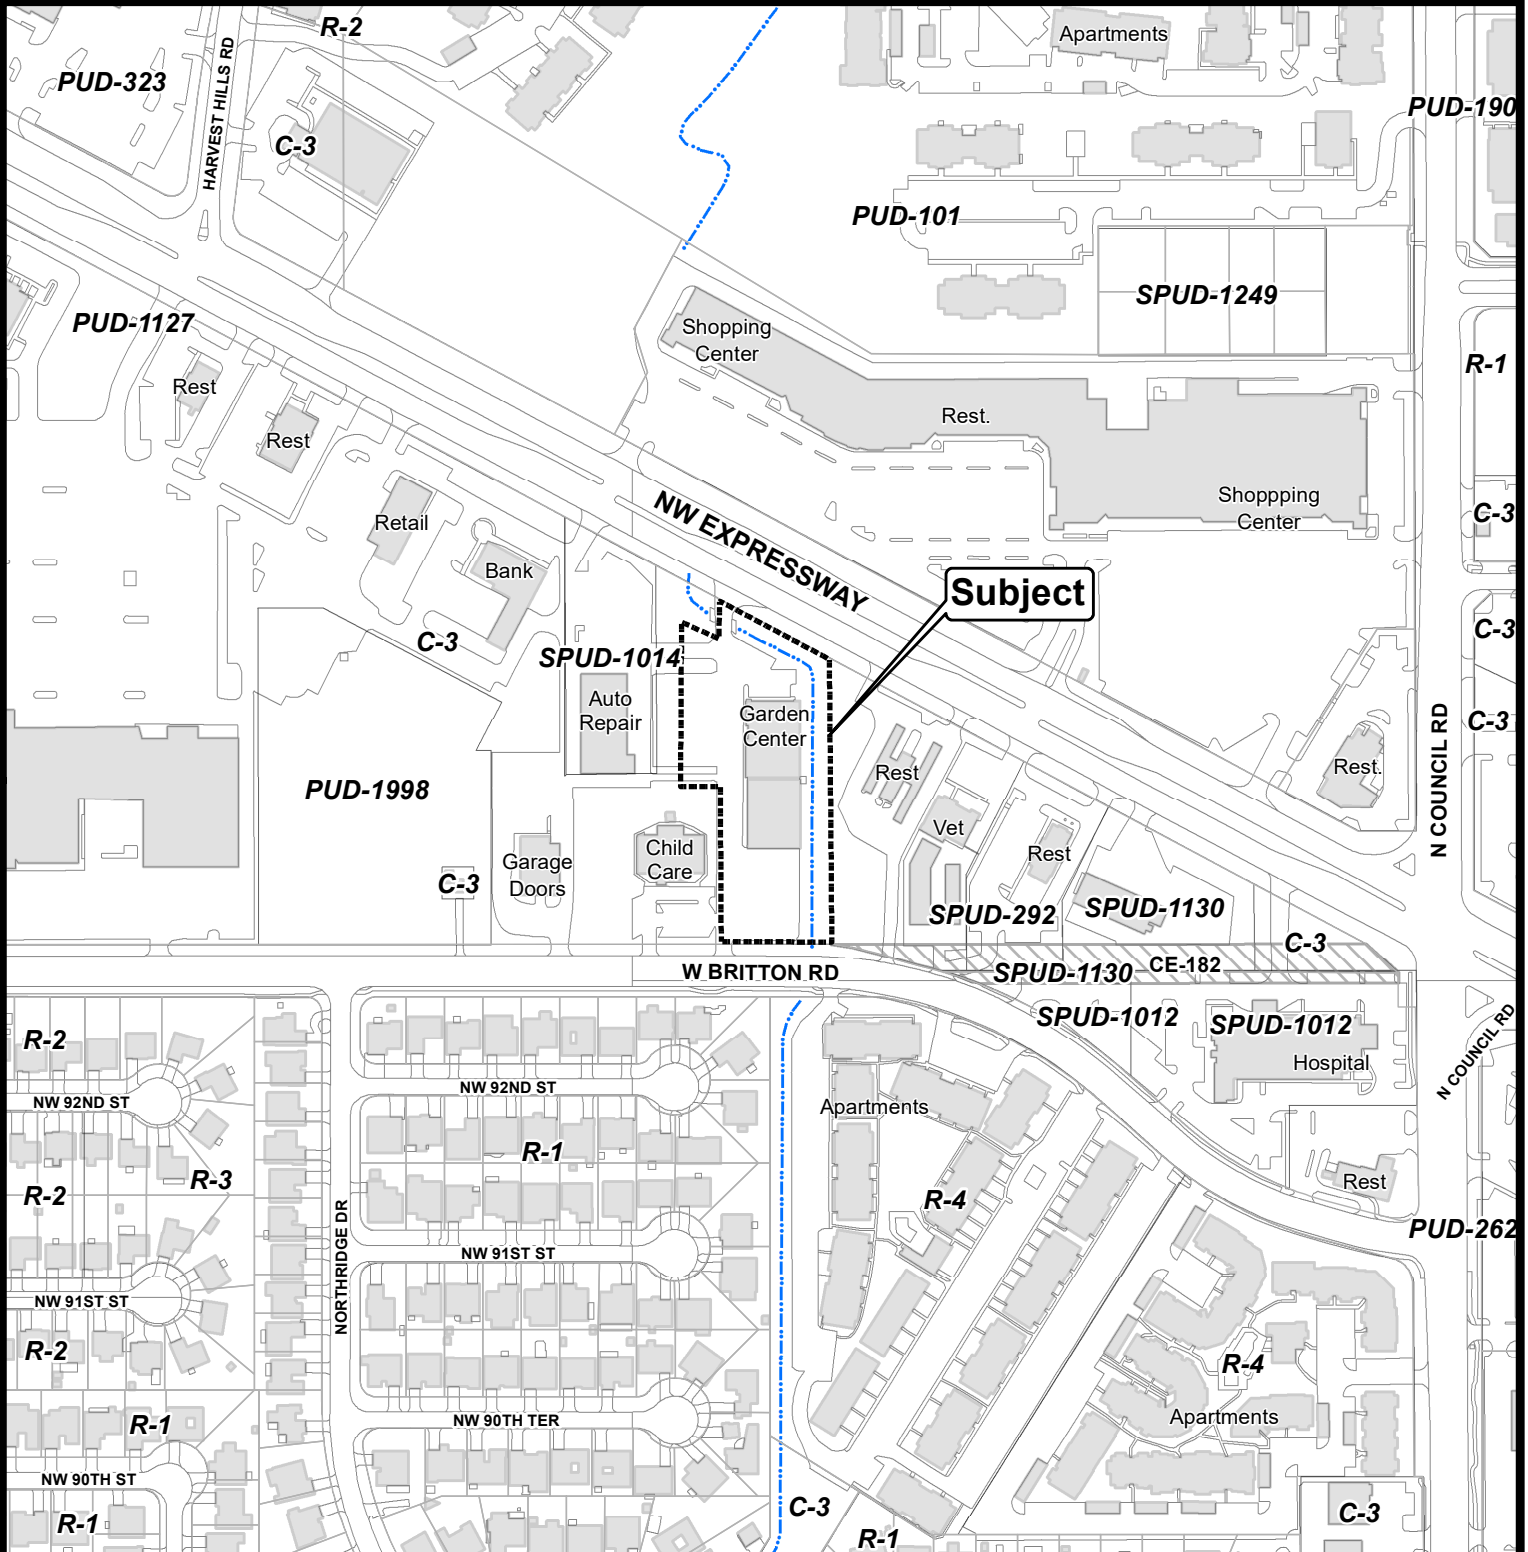 R-2
Apartments
PUD-323
HARVEST HILLS RD
PUD-190
C-3
PUD-101
SPUD-1249
PUD-1127
Shopping
Center
R-1
Rest
Rest.
Rest
Shoppping
Center
NW EXPRESSWAY
Retail
C-3
Bank
Subject
C-3
C-3
SPUD-1014
Auto
Repair
Garden
Center
C-3
N COUNCIL RD
Rest
Rest.
PUD-1998
Vet
Child
Care
Rest
Garage
Doors
C-3
SPUD-292
SPUD-1130
C-3
W BRITTON RD
SPUD-1130
CE-182
SPUD-1012
SPUD-1012
Hospital
N COUNCIL RD
R-2
NW 92ND ST
NW 92ND ST
Apartments
R-1
R-3
R-2
R-4
Rest
NORTHRIDGE DR
PUD-262
NW 91ST ST
NW 91ST ST
R-2
R-4
Apartments
R-1
NW 90TH TER
NW 90TH ST
C-3
C-3
R-1
R-1